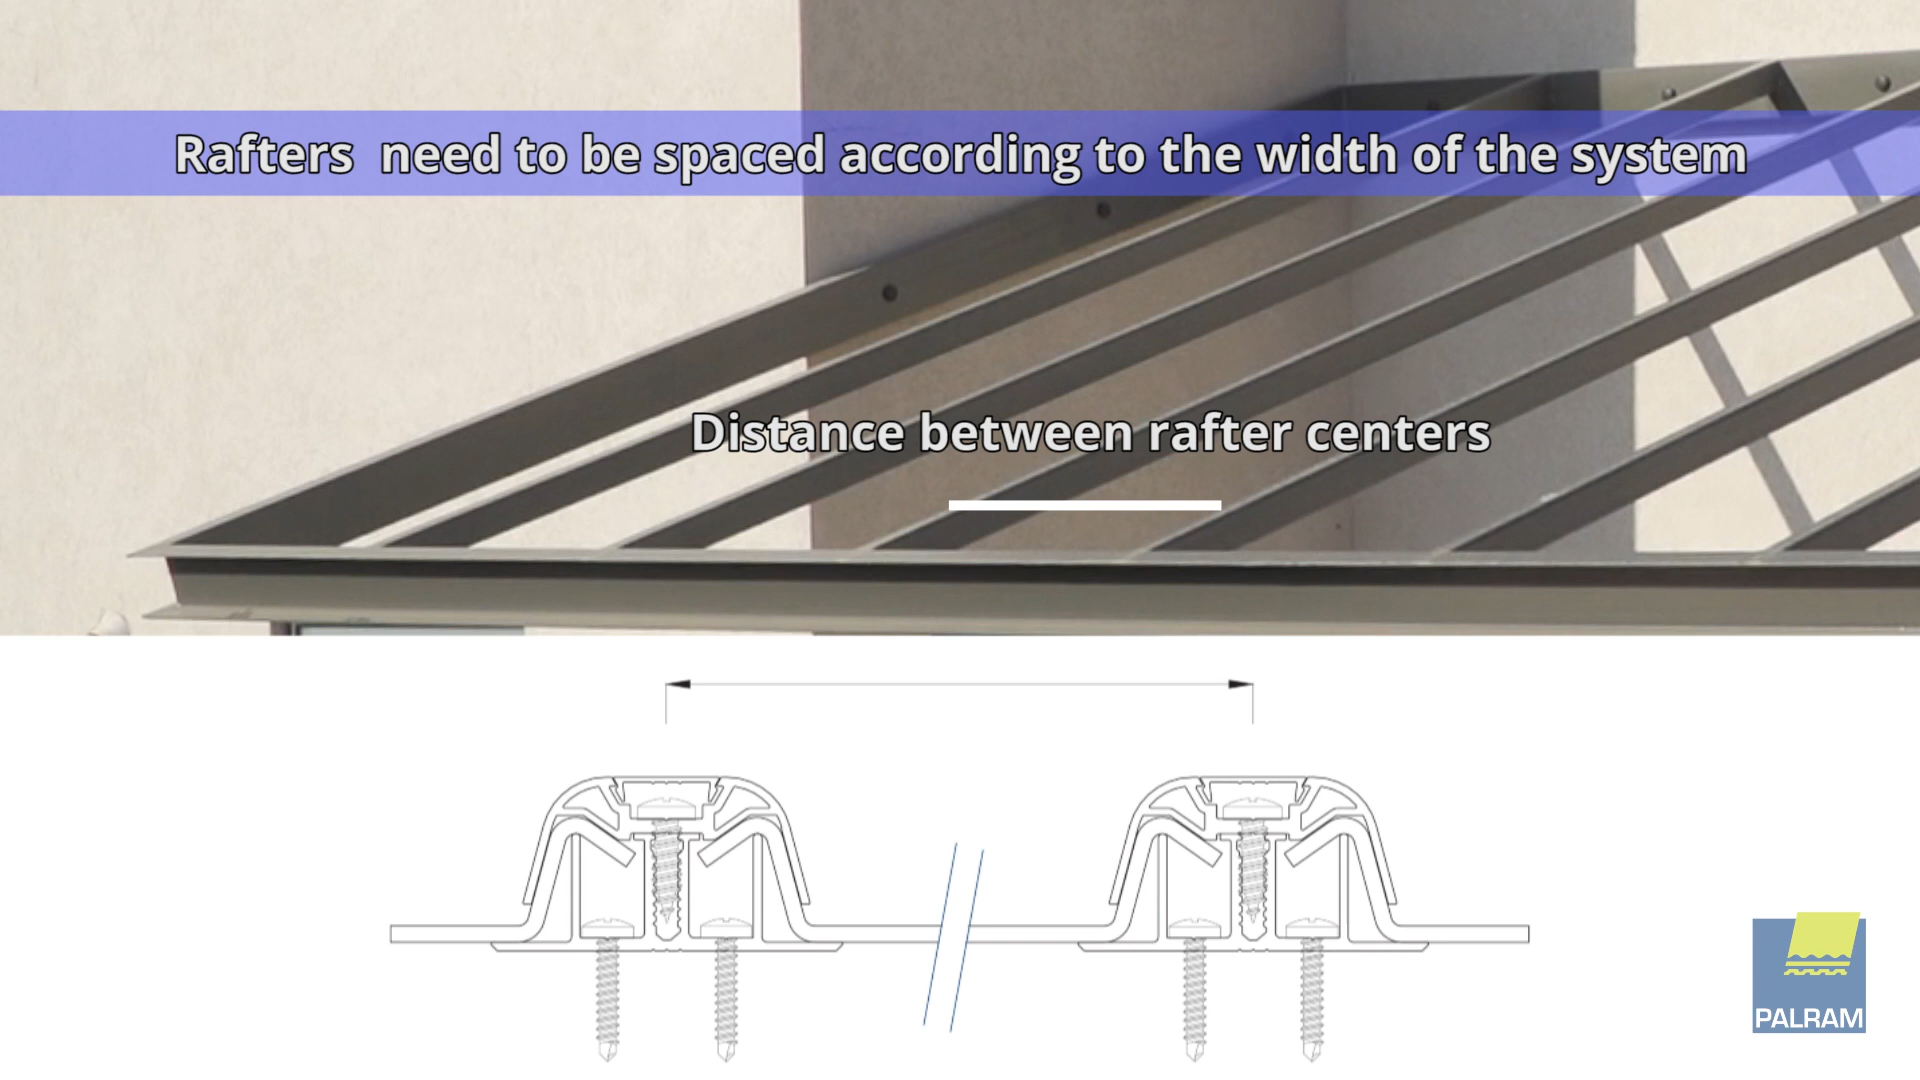 Rafters  need to be spaced according to the width of the system
Distance between rafter centers
PALRAM